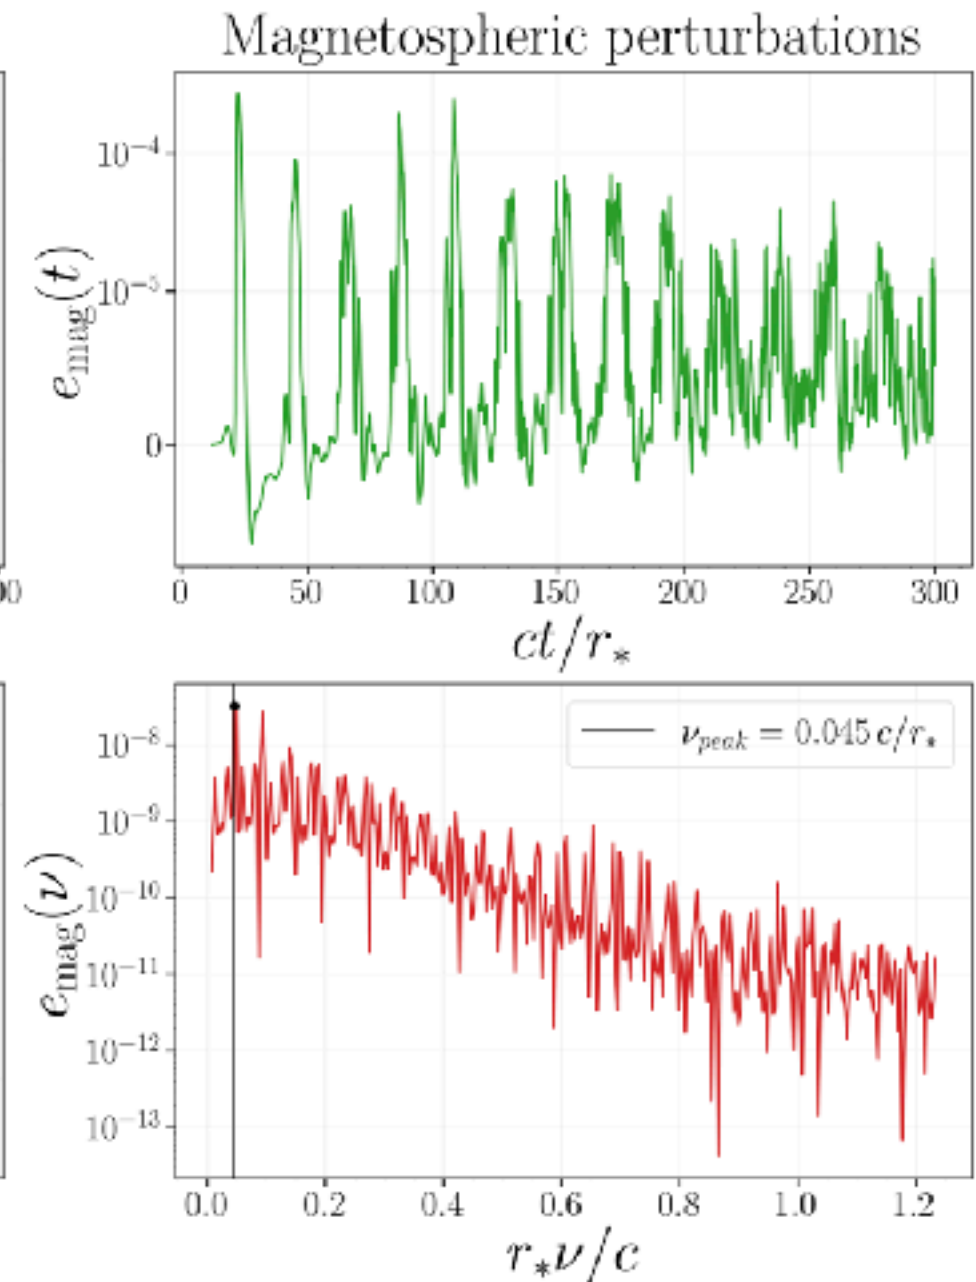 Magnetospheric perturbations
e_mag(t)
10⁻⁴
10⁻⁵
0
0 50 100 150 200 250 300
ct/r_*
e_mag(ν)
ν_peak = 0.045 c/r_*
10⁻⁸
10⁻⁹
10⁻¹⁰
10⁻¹¹
10⁻¹²
10⁻¹³
0.0 0.2 0.4 0.6 0.8 1.0 1.2
r_*ν/c